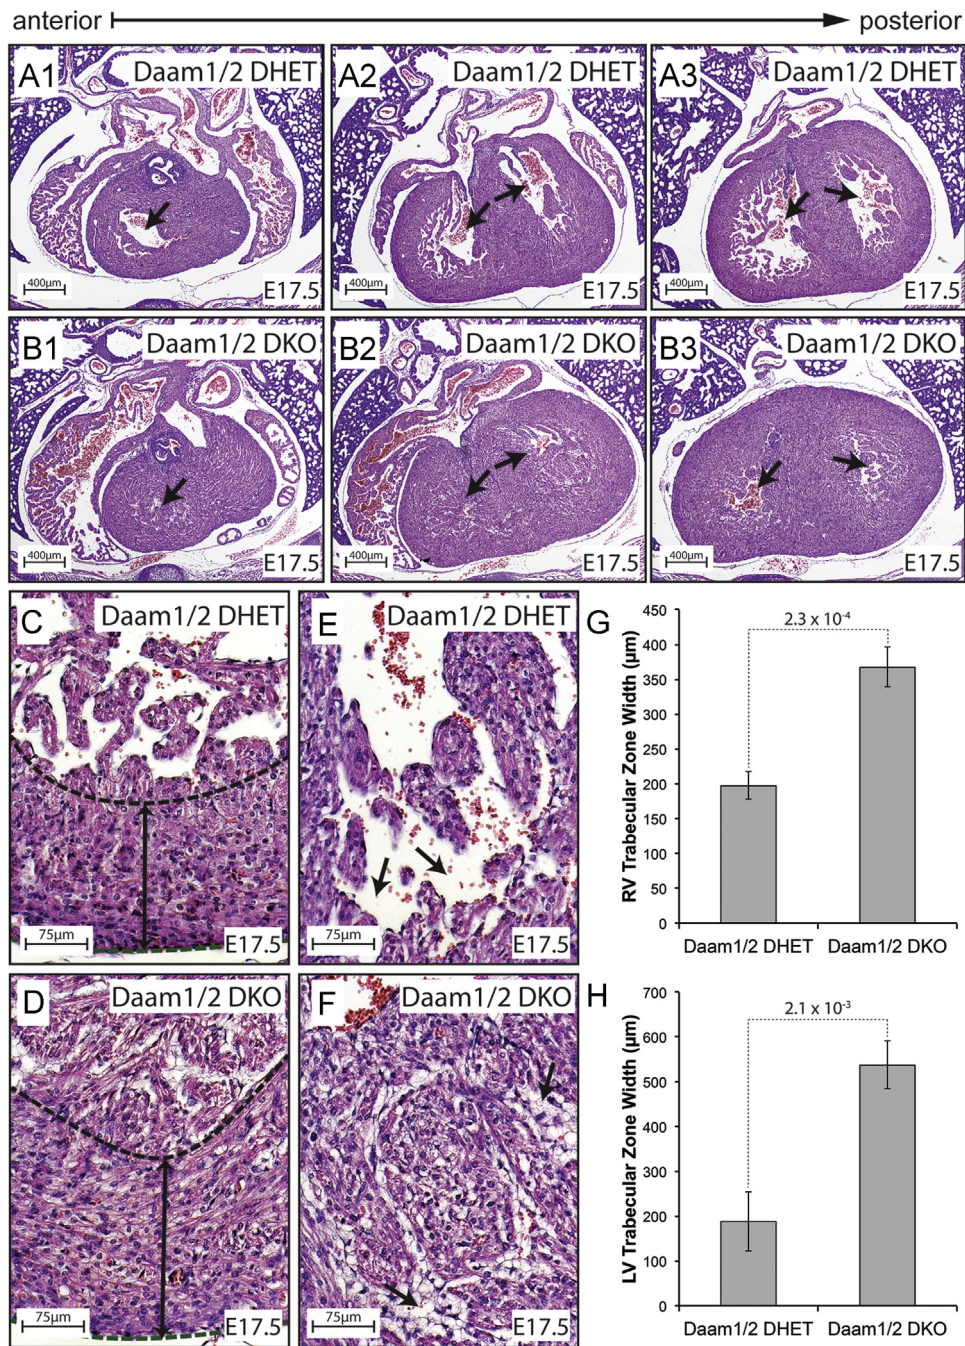 anterior posterior
A1 Daam1/2 DHET
400μm E17.5
A2 Daam1/2 DHET
400μm E17.5
A3 Daam1/2 DHET
400μm E17.5
B1 Daam1/2 DKO
400μm E17.5
B2 Daam1/2 DKO
400μm E17.5
B3 Daam1/2 DKO
400μm E17.5
C Daam1/2 DHET
75μm E17.5
E Daam1/2 DHET
75μm E17.5
D Daam1/2 DKO
75μm E17.5
F Daam1/2 DKO
75μm E17.5
G
RV Trabecular Zone Width (μm)
450
400
350
300
250
200
150
100
50
0
2.3 x 10⁻⁴
Daam1/2 DHET Daam1/2 DKO
H
LV Trabecular Zone Width (μm)
700
600
500
400
300
200
100
0
2.1 x 10⁻³
Daam1/2 DHET Daam1/2 DKO